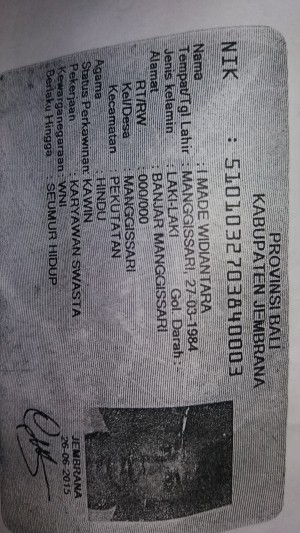 PROVINSI BALI
KABUPATEN JEMBRANA
NIK : 5101032703840003
Nama : I MADE WIDIANTARA
Tempat/Tgl Lahir : MANGGISSARI, 27-03-1984
Jenis kelamin : LAKI-LAKI Gol. Darah :
Alamat : BANJAR MANGGISSARI
RT/RW : 000/000
Kel/Desa : MANGGISSARI
Kecamatan : PEKUTATAN
Agama : HINDU
Status Perkawinan: KAWIN
Pekerjaan : KARYAWAN SWASTA
Kewarganegaraan : WNI
Berlaku Hingga : SEUMUR HIDUP
JEMBRANA
26-06-2015